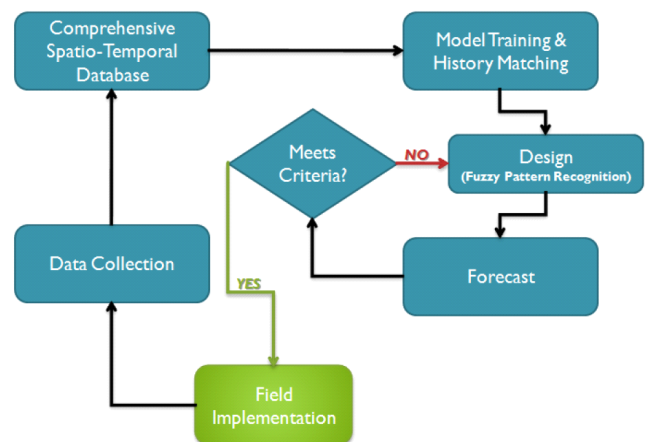 Comprehensive
Spatio-Temporal
Database
Model Training &
History Matching
Meets
Criteria?
NO
Design
(Fuzzy Pattern Recognition)
Data Collection
Forecast
YES
Field
Implementation